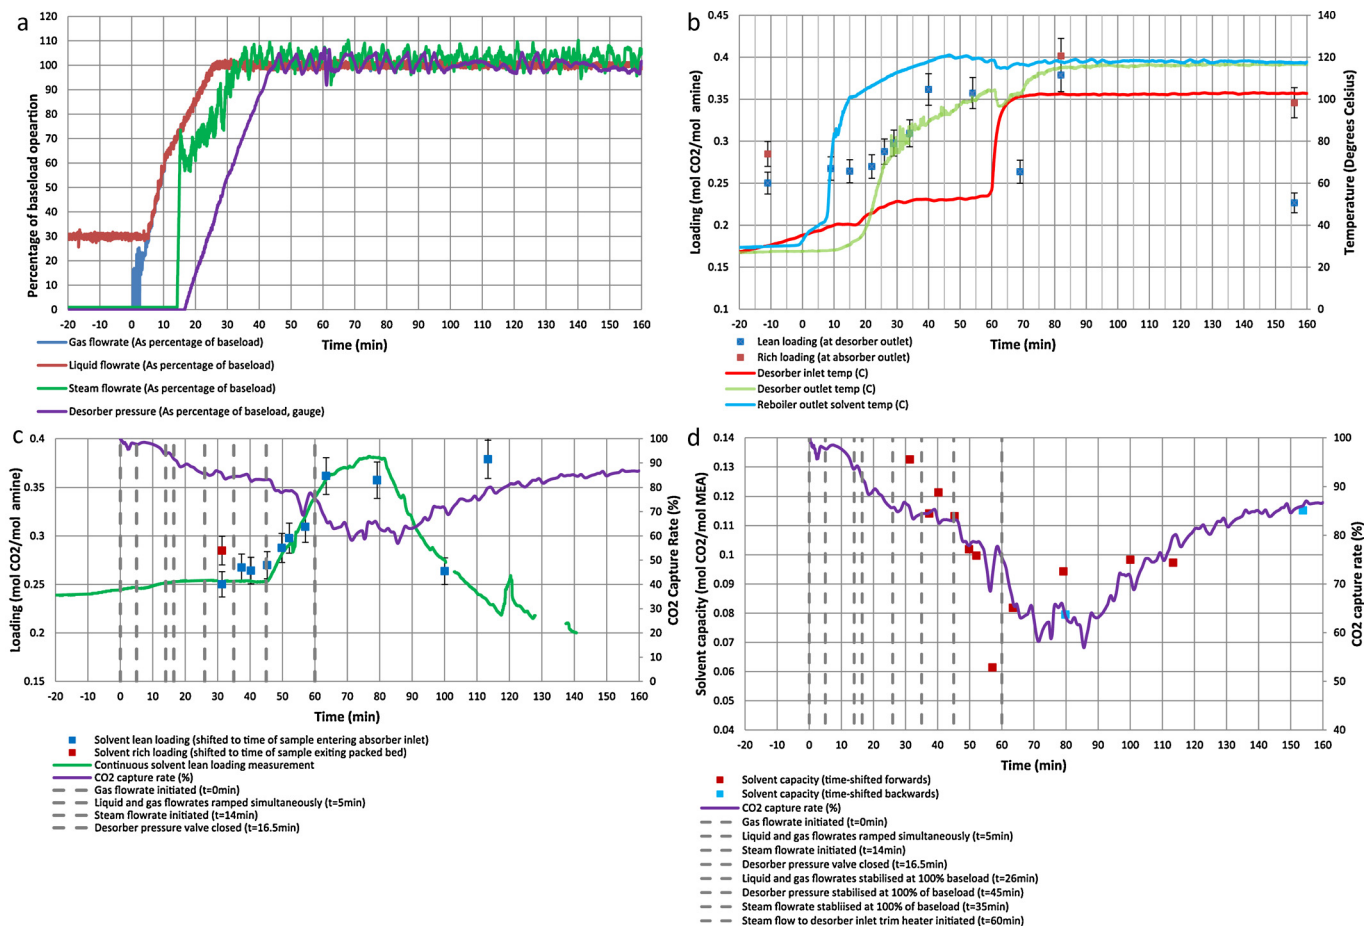 a
Percentage of baseload opeartion
120
110
100
90
80
70
60
50
40
30
20
10
0
-20 -10 0 10 20 30 40 50 60 70 80 90 100 110 120 130 140 150 160
Time (min)
Gas flowrate (As percentage of baseload)
Liquid flowrate (As percentage of baseload)
Steam flowrate (As percentage of baseload)
Desorber pressure (As percentage of baseload, gauge)
b
Loading (mol CO2/mol amine)
0.45
0.4
0.35
0.3
0.25
0.2
0.15
0.1
Temperature (Degrees Celsius)
140
120
100
80
60
40
20
0
-20 -10 0 10 20 30 40 50 60 70 80 90 100 110 120 130 140 150 160
Time (min)
Lean loading (at desorber outlet)
Rich loading (at absorber outlet)
Desorber inlet temp (C)
Desorber outlet temp (C)
Reboiler outlet solvent temp (C)
c
Loading (mol CO2/mol amine)
0.4
0.35
0.3
0.25
0.2
0.15
CO2 Capture Rate (%)
100
90
80
70
60
50
40
30
20
10
0
-20 -10 0 10 20 30 40 50 60 70 80 90 100 110 120 130 140 150 160
Time (min)
Solvent lean loading (shifted to time of sample entering absorber inlet)
Solvent rich loading (shifted to time of sample exiting packed bed)
Continuous solvent lean loading measurement
CO2 capture rate (%)
Gas flowrate initiated (t=0min)
Liquid and gas flowrates ramped simultaneously (t=5min)
Steam flowrate initiated (t=14min)
Desorber pressure valve closed (t=16.5min)
d
Solvent capacity (mol CO2/mol MEA)
0.14
0.13
0.12
0.11
0.1
0.09
0.08
0.07
0.06
0.05
0.04
CO2 capture rate (%)
100
90
80
70
60
50
40
-20 -10 0 10 20 30 40 50 60 70 80 90 100 110 120 130 140 150 160
Time (min)
Solvent capacity (time-shifted forwards)
Solvent capacity (time-shifted backwards)
CO2 capture rate (%)
Gas flowrate initiated (t=0min)
Liquid and gas flowrates ramped simultaneously (t=5min)
Steam flowrate initiated (t=14min)
Desorber pressure valve closed (t=16.5min)
Liquid and gas flowrates stabilised at 100% baseload (t=26min)
Desorber pressure stabilised at 100% of baseload (t=45min)
Steam flowrate stabliised at 100% of baseload (t=35min)
Steam flow to desorber inlet trim heater initiated (t=60min)